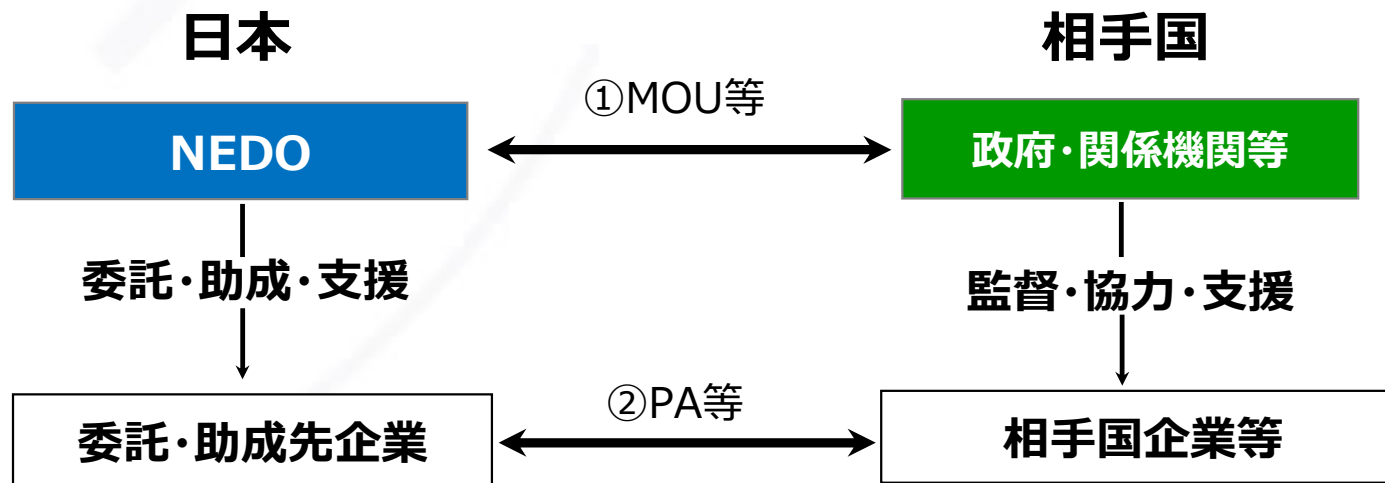 日本
相手国
①MOU等
NEDO
政府・関係機関等
委託・助成・支援
監督・協力・支援
②PA等
委託・助成先企業
相手国企業等